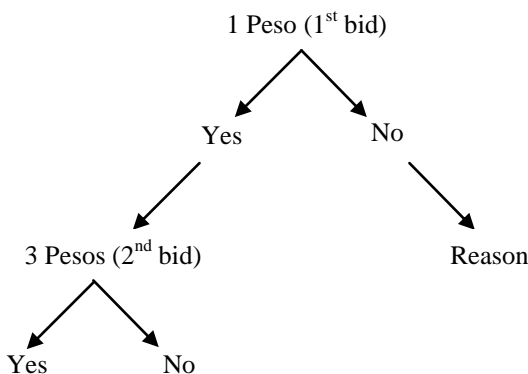 1 Peso (1st bid)
Yes No
3 Pesos (2nd bid) Reason
Yes No